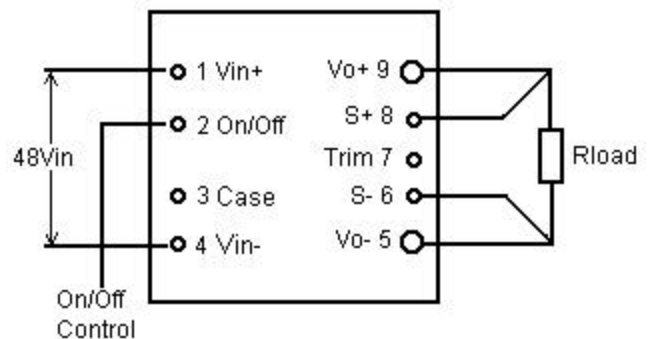 1 Vin+
Vo+ 9
2 On/Off
S+ 8
48Vin
Trim 7
Rload
3 Case
S- 6
4 Vin-
Vo- 5
On/Off
Control